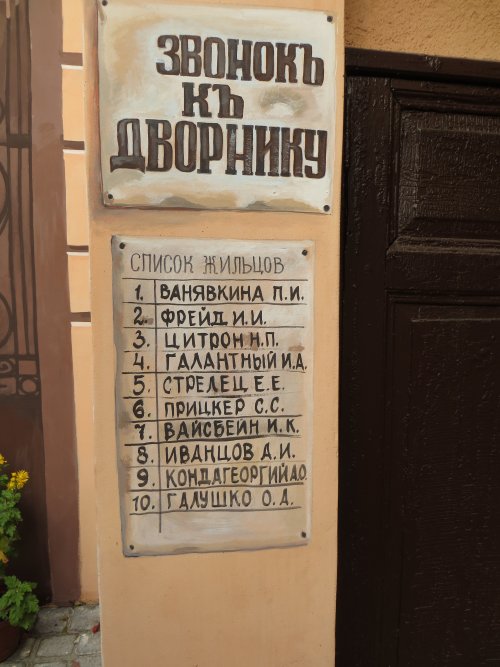 ЗВОНОКЪ
КЪ
ДВОРНИКУ
СПИСОК ЖИЛЬЦОВ
1. ВАНЯВКИНА П.И.
2. ФРЕЙД И.И.
3. ЦИТРОН Н.П.
4. ГАЛАНТНЫЙ И.А.
5. СТРЕЛЕЦ Е.Е.
6. ПРИЦКЕР С.С.
7. ВАЙСБЕЙН И.К.
8. ИВАНЦОВ А.И.
9. КОНДАГЕОРГИЙ А.О.
10. ГАЛУШКО О.А.